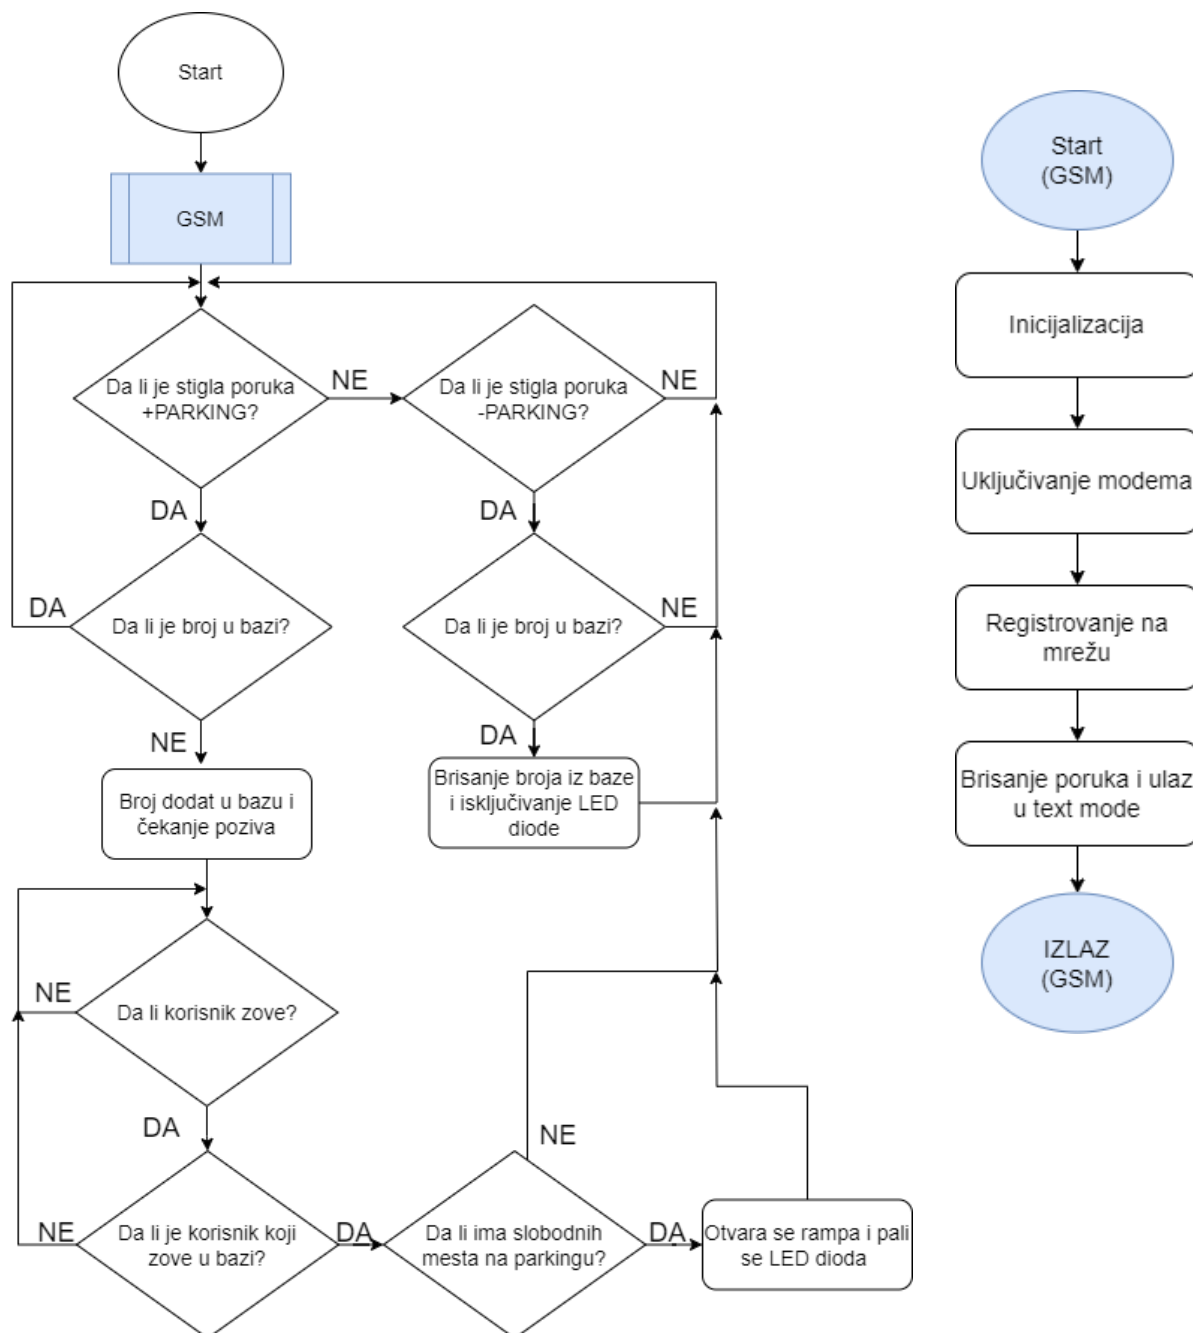 Start
GSM
Da li je stigla poruka
+PARKING?
NE
Da li je stigla poruka
-PARKING?
NE
DA
DA
DA
Da li je broj u bazi?
Da li je broj u bazi?
NE
NE
DA
Broj dodat u bazu i
čekanje poziva
Brisanje broja iz baze
i isključivanje LED
diode
NE
Da li korisnik zove?
DA
NE
NE
Da li je korisnik koji
zove u bazi?
DA
Da li ima slobodnih
mesta na parkingu?
DA
Otvara se rampa i pali
se LED dioda
Start
(GSM)
Inicijalizacija
Uključivanje modema
Registrovanje na
mrežu
Brisanje poruka i ulaz
u text mode
IZLAZ
(GSM)